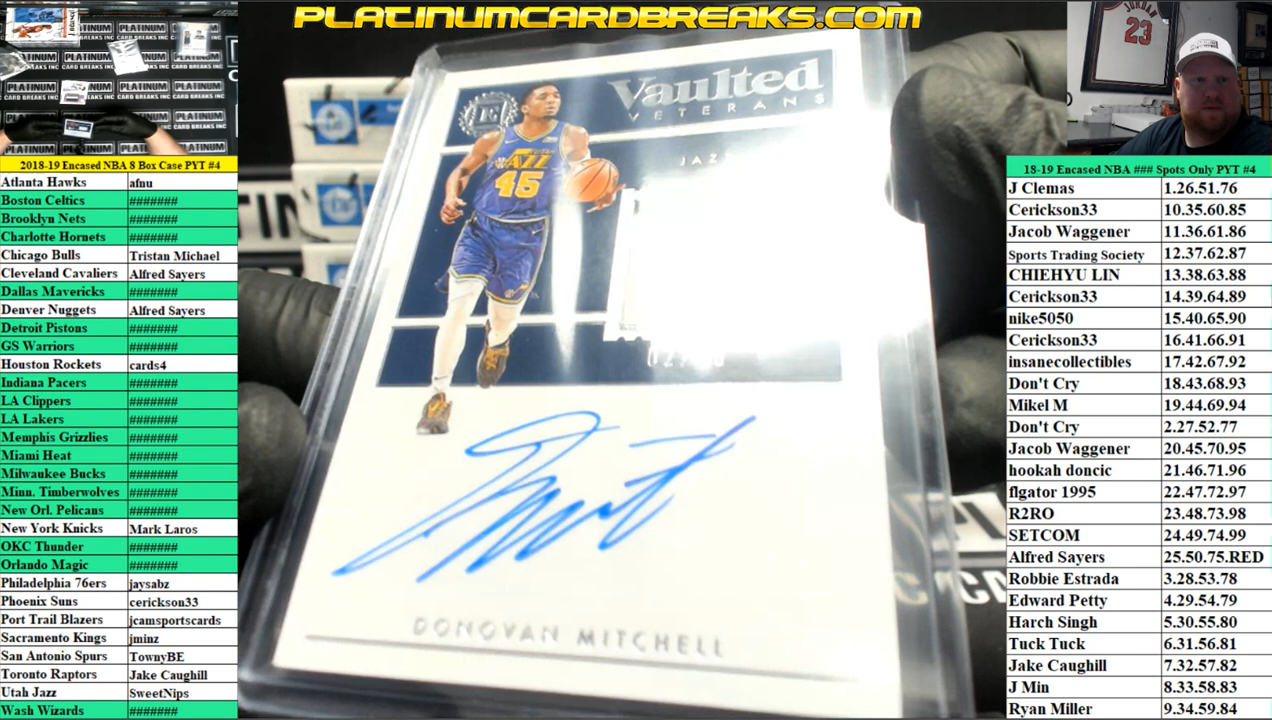 PLATINUMCARDBREAKS.COM
PLATINUM
CARD BREAKS INC
JORDAN
23
2018-19 Encased NBA 8 Box Case PYT #4
Atlanta Hawks afnu
Boston Celtics #######
Brooklyn Nets #######
Charlotte Hornets #######
Chicago Bulls Tristan Michael
Cleveland Cavaliers Alfred Sayers
Dallas Mavericks #######
Denver Nuggets Alfred Sayers
Detroit Pistons #######
GS Warriors #######
Houston Rockets cards4
Indiana Pacers #######
LA Clippers #######
LA Lakers #######
Memphis Grizzlies #######
Miami Heat #######
Milwaukee Bucks #######
Minn. Timberwolves #######
New Orl. Pelicans #######
New York Knicks Mark Laros
OKC Thunder #######
Orlando Magic #######
Philadelphia 76ers jaysabz
Phoenix Suns cerickson33
Port Trail Blazers jcamsportscards
Sacramento Kings jminz
San Antonio Spurs TownyBE
Toronto Raptors Jake Caughill
Utah Jazz SweetNips
Wash Wizards #######
E
Vaulted
VETERANS
JAZZ
45
DONOVAN MITCHELL
18-19 Encased NBA ### Spots Only PYT #4
J Clemas 1.26.51.76
Cerickson33 10.35.60.85
Jacob Waggener 11.36.61.86
Sports Trading Society 12.37.62.87
CHIEHYU LIN 13.38.63.88
Cerickson33 14.39.64.89
nike5050 15.40.65.90
Cerickson33 16.41.66.91
insanecollectibles 17.42.67.92
Don't Cry 18.43.68.93
Mikel M 19.44.69.94
Don't Cry 2.27.52.77
Jacob Waggener 20.45.70.95
hookah doncic 21.46.71.96
flgator 1995 22.47.72.97
R2RO 23.48.73.98
SETCOM 24.49.74.99
Alfred Sayers 25.50.75.RED
Robbie Estrada 3.28.53.78
Edward Petty 4.29.54.79
Harch Singh 5.30.55.80
Tuck Tuck 6.31.56.81
Jake Caughill 7.32.57.82
J Min 8.33.58.83
Ryan Miller 9.34.59.84